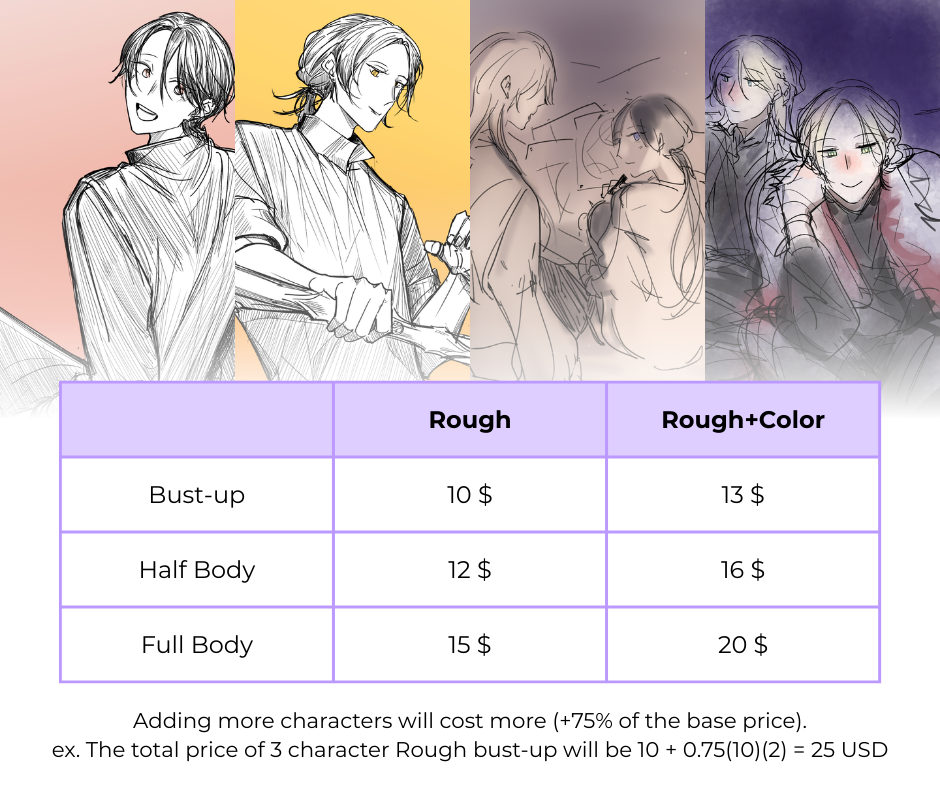 Rough Rough+Color
Bust-up 10 $ 13 $
Half Body 12 $ 16 $
Full Body 15 $ 20 $
Adding more characters will cost more (+75% of the base price).
ex. The total price of 3 character Rough bust-up will be 10 + 0.75(10)(2) = 25 USD